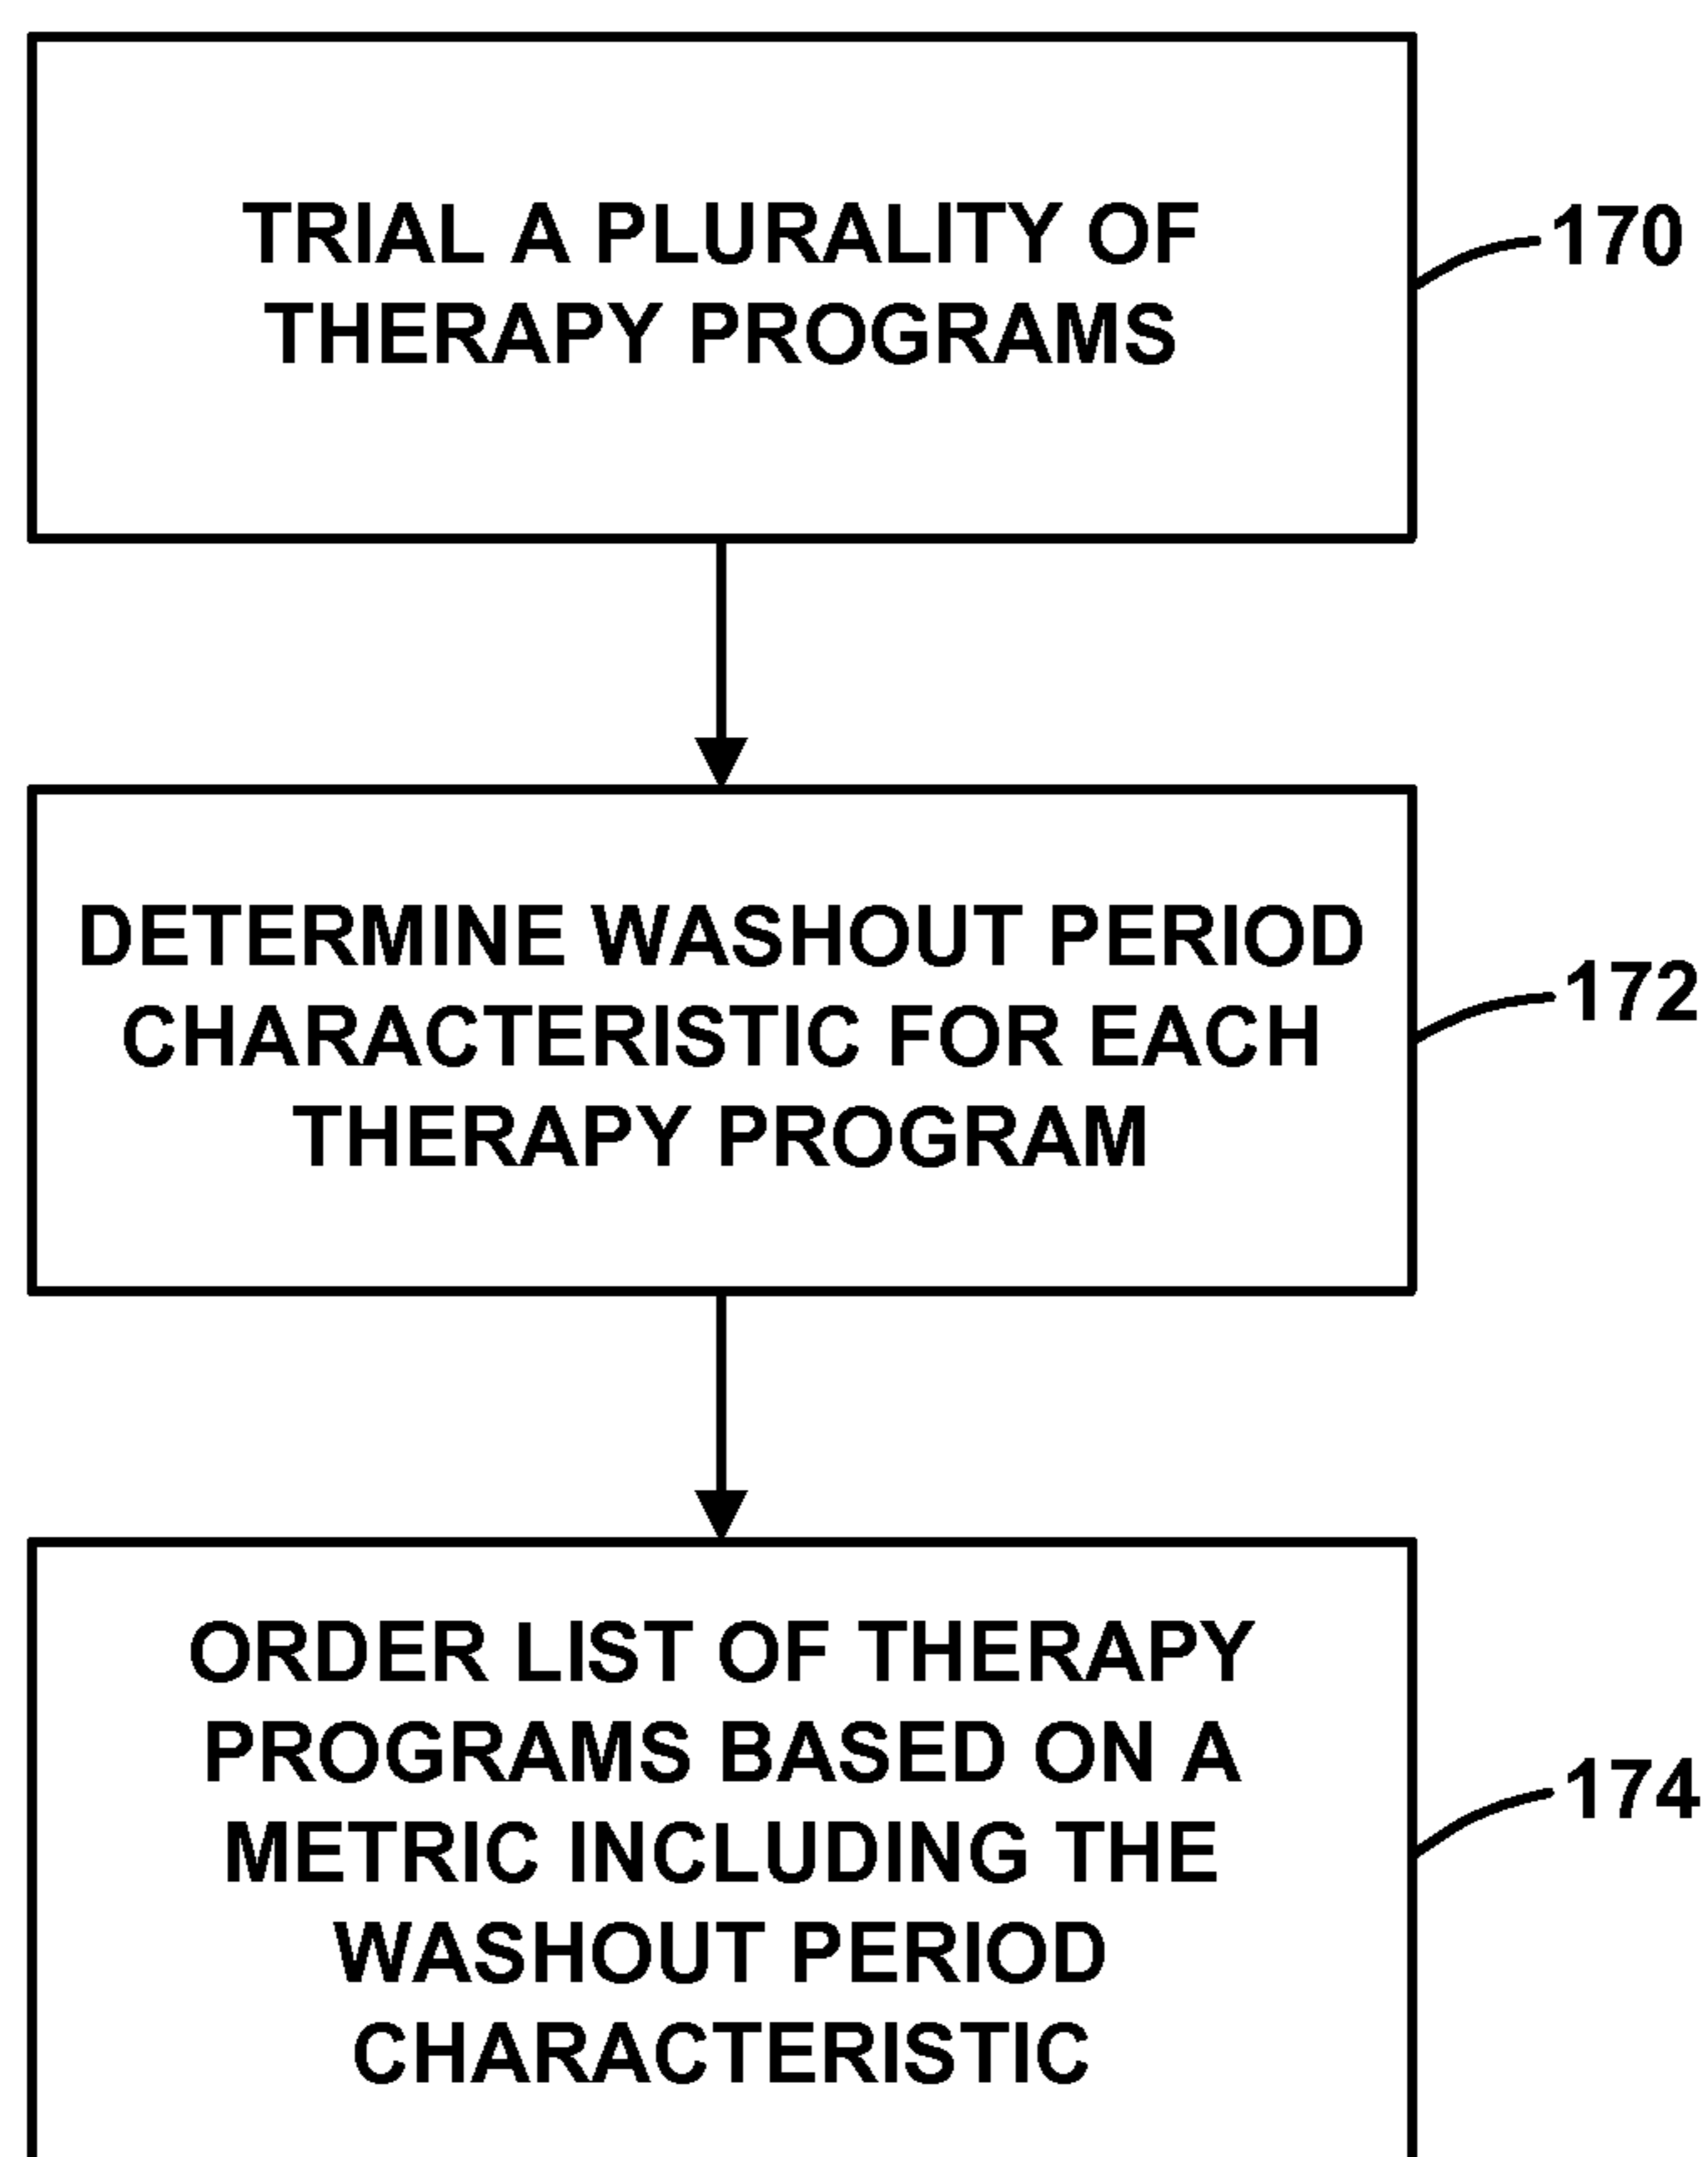 TRIAL A PLURALITY OF
THERAPY PROGRAMS
170
DETERMINE WASHOUT PERIOD
CHARACTERISTIC FOR EACH
THERAPY PROGRAM
172
ORDER LIST OF THERAPY
PROGRAMS BASED ON A
METRIC INCLUDING THE
WASHOUT PERIOD
CHARACTERISTIC
174